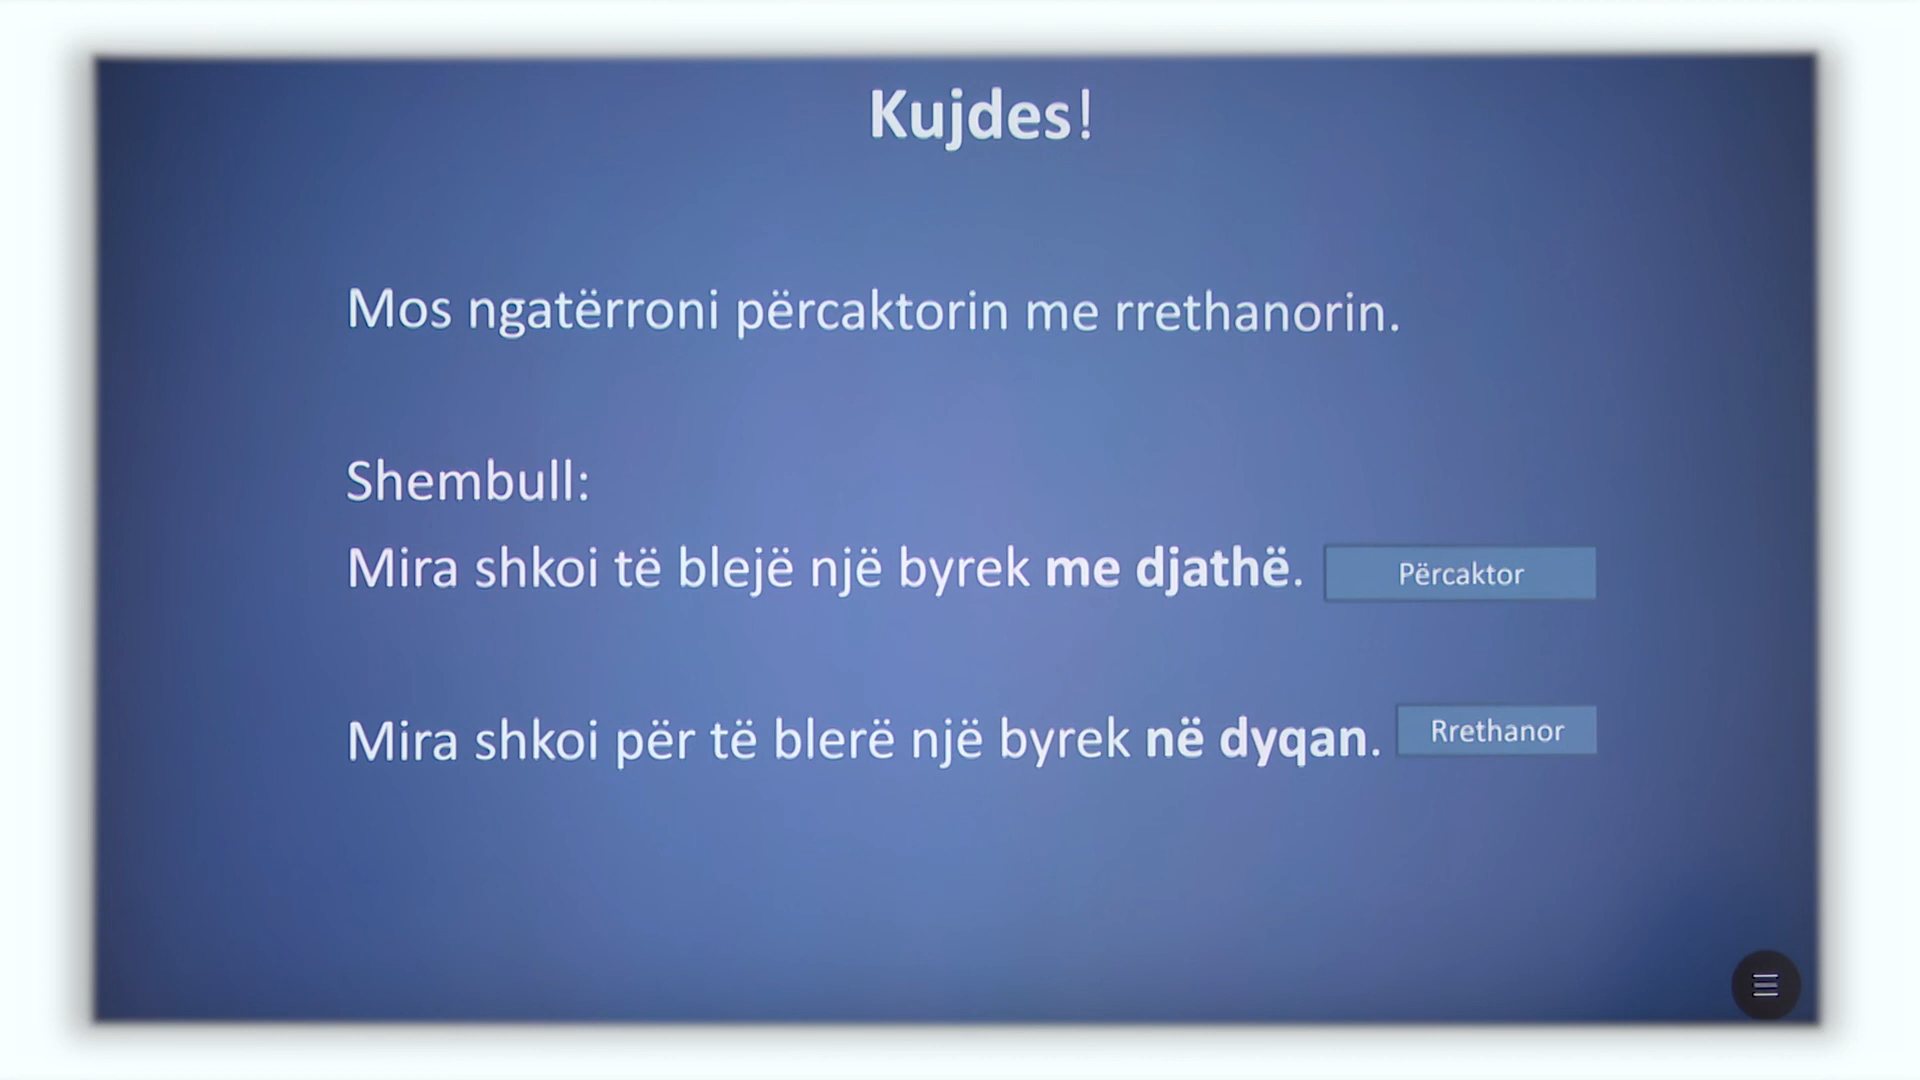 Kujdes!
Mos ngatërroni përcaktorin me rrethanorin.
Shembull:
Mira shkoi të blejë një byrek me djathë. Përcaktor
Mira shkoi për të blerë një byrek në dyqan. Rrethanor